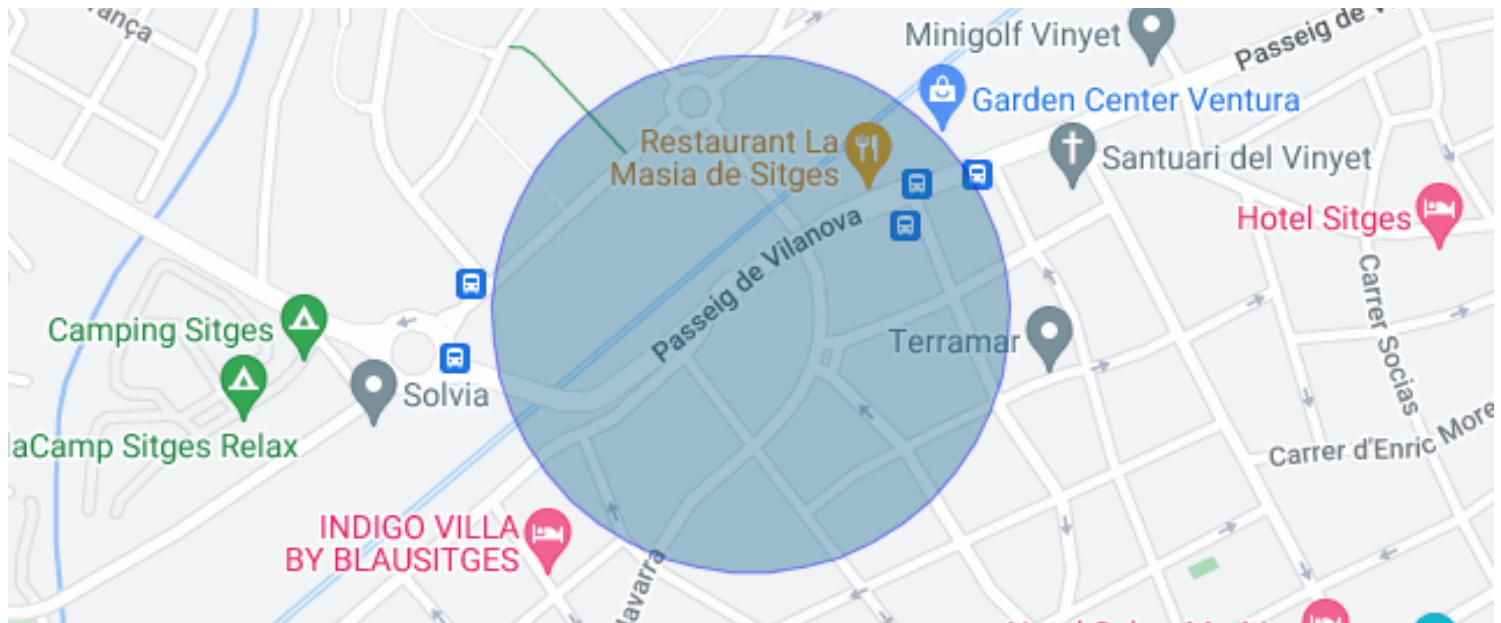 Minigolf Vinyet
Passeig de
Garden Center Ventura
Restaurant La
Masia de Sitges
Santuari del Vinyet
Hotel Sitges
Passeig de Vilanova
Camping Sitges
Terramar
Carrer Socias
Solvia
laCamp Sitges Relax
Carrer d'Enric More
INDIGO VILLA
BY BLAUSITGES
avarra